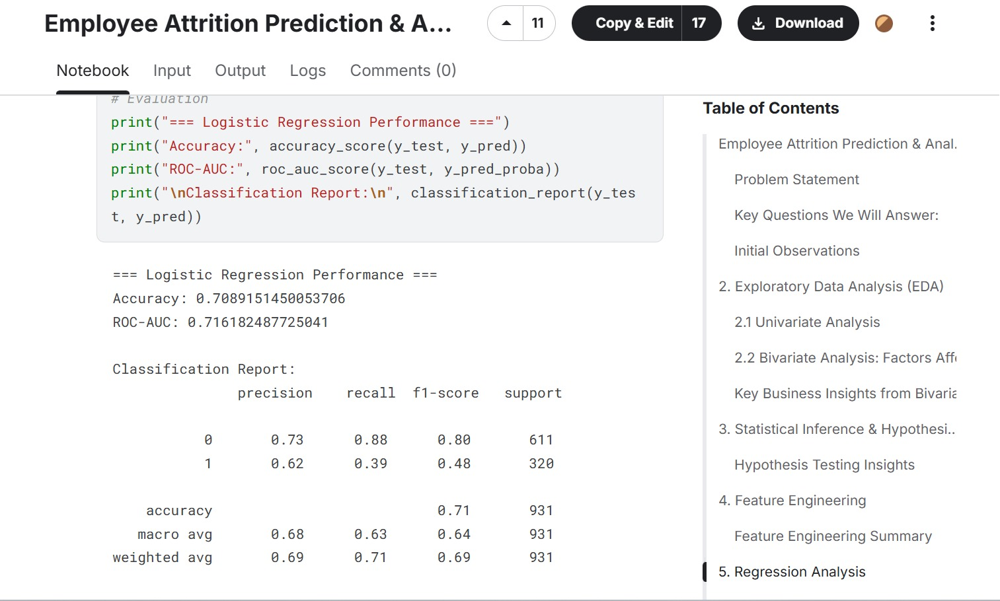 Employee Attrition Prediction & A...
11
Copy & Edit 17
Download
Notebook Input Output Logs Comments (0)
# Evaluation
print("=== Logistic Regression Performance ===")
print("Accuracy:", accuracy_score(y_test, y_pred))
print("ROC-AUC:", roc_auc_score(y_test, y_pred_proba))
print("\nClassification Report:\n", classification_report(y_tes
t, y_pred))
=== Logistic Regression Performance ===
Accuracy: 0.7089151450053706
ROC-AUC: 0.716182487725041
Classification Report:
precision recall f1-score support
0 0.73 0.88 0.80 611
1 0.62 0.39 0.48 320
accuracy 0.71 931
macro avg 0.68 0.63 0.64 931
weighted avg 0.69 0.71 0.69 931
Table of Contents
Employee Attrition Prediction & Anal.
Problem Statement
Key Questions We Will Answer:
Initial Observations
2. Exploratory Data Analysis (EDA)
2.1 Univariate Analysis
2.2 Bivariate Analysis: Factors Affe
Key Business Insights from Bivaria
3. Statistical Inference & Hypothesi..
Hypothesis Testing Insights
4. Feature Engineering
Feature Engineering Summary
5. Regression Analysis